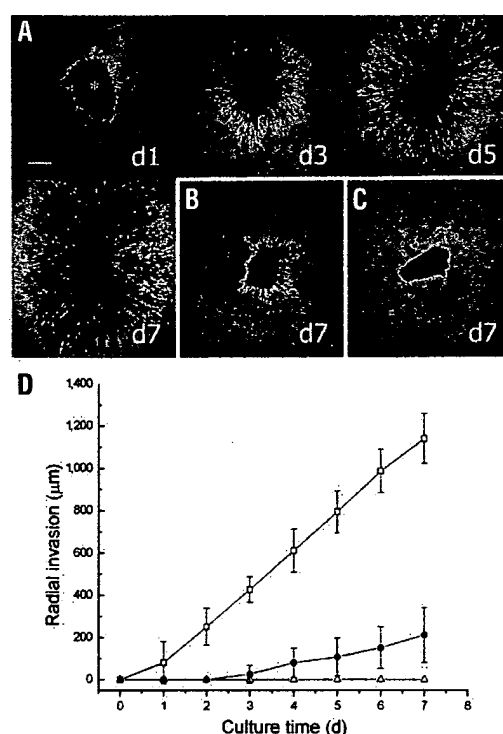 A
*
d1
d3
d5
d7
B
d7
C
d7
D
1,400
1,200
1,000
800
600
400
200
0
Radial invasion (µm)
0 1 2 3 4 5 6 7 8
Culture time (d)